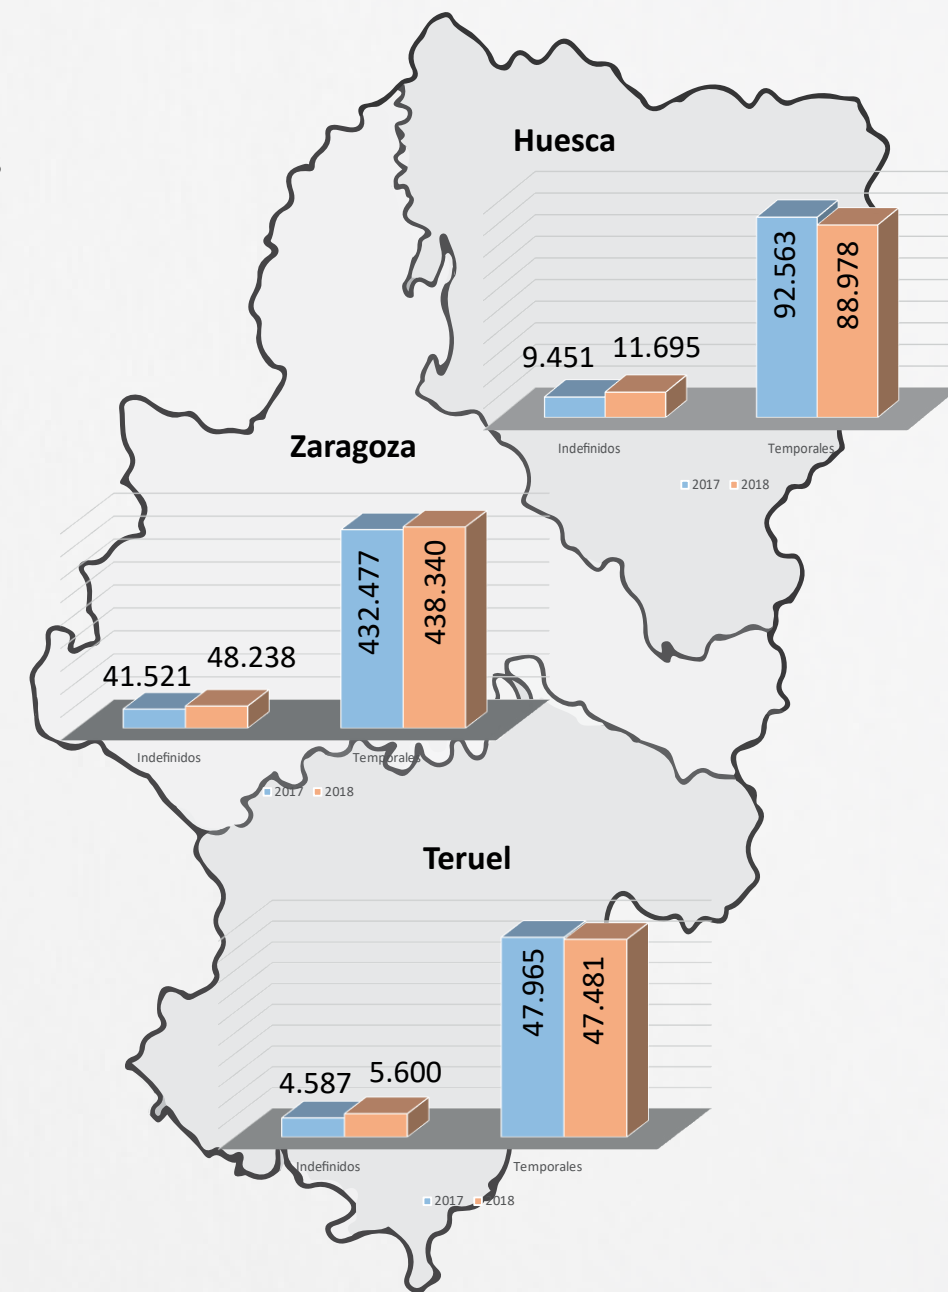 Huesca
92.563
88.978
9.451
11.695
Indefinidos
Temporales
2017
2018
Zaragoza
432.477
438.340
41.521
48.238
Indefinidos
Temporales
2017
2018
Teruel
47.965
47.481
4.587
5.600
Indefinidos
Temporales
2017
2018